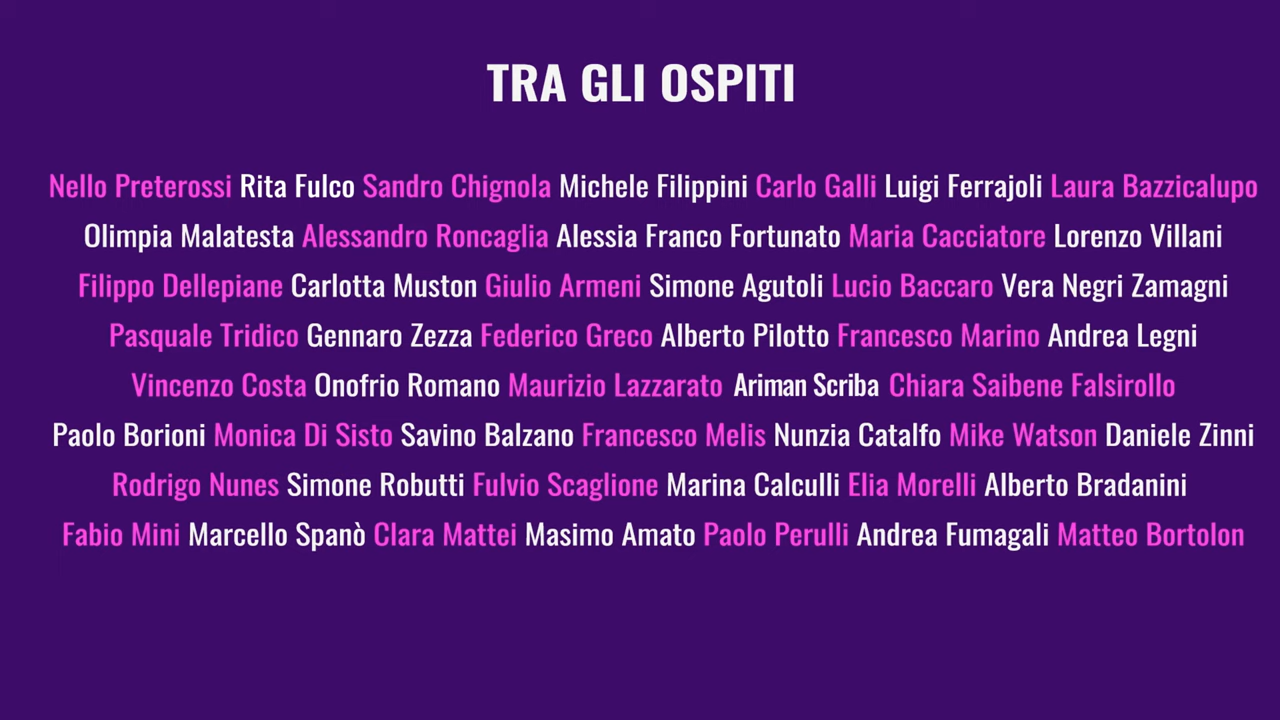 TRA GLI OSPITI
Nello Preterossi Rita Fulco Sandro Chignola Michele Filippini Carlo Galli Luigi Ferrajoli Laura Bazzicalupo
Olimpia Malatesta Alessandro Roncaglia Alessia Franco Fortunato Maria Cacciatore Lorenzo Villani
Filippo Dellepiane Carlotta Muston Giulio Armeni Simone Agutoli Lucio Baccaro Vera Negri Zamagni
Pasquale Tridico Gennaro Zezza Federico Greco Alberto Pilotto Francesco Marino Andrea Legni
Vincenzo Costa Onofrio Romano Maurizio Lazzarato Ariman Scriba Chiara Saibene Falsirollo
Paolo Borioni Monica Di Sisto Savino Balzano Francesco Melis Nunzia Catalfo Mike Watson Daniele Zinni
Rodrigo Nunes Simone Robutti Fulvio Scaglione Marina Calculli Elia Morelli Alberto Bradanini
Fabio Mini Marcello Spanò Clara Mattei Masimo Amato Paolo Perulli Andrea Fumagali Matteo Bortolon